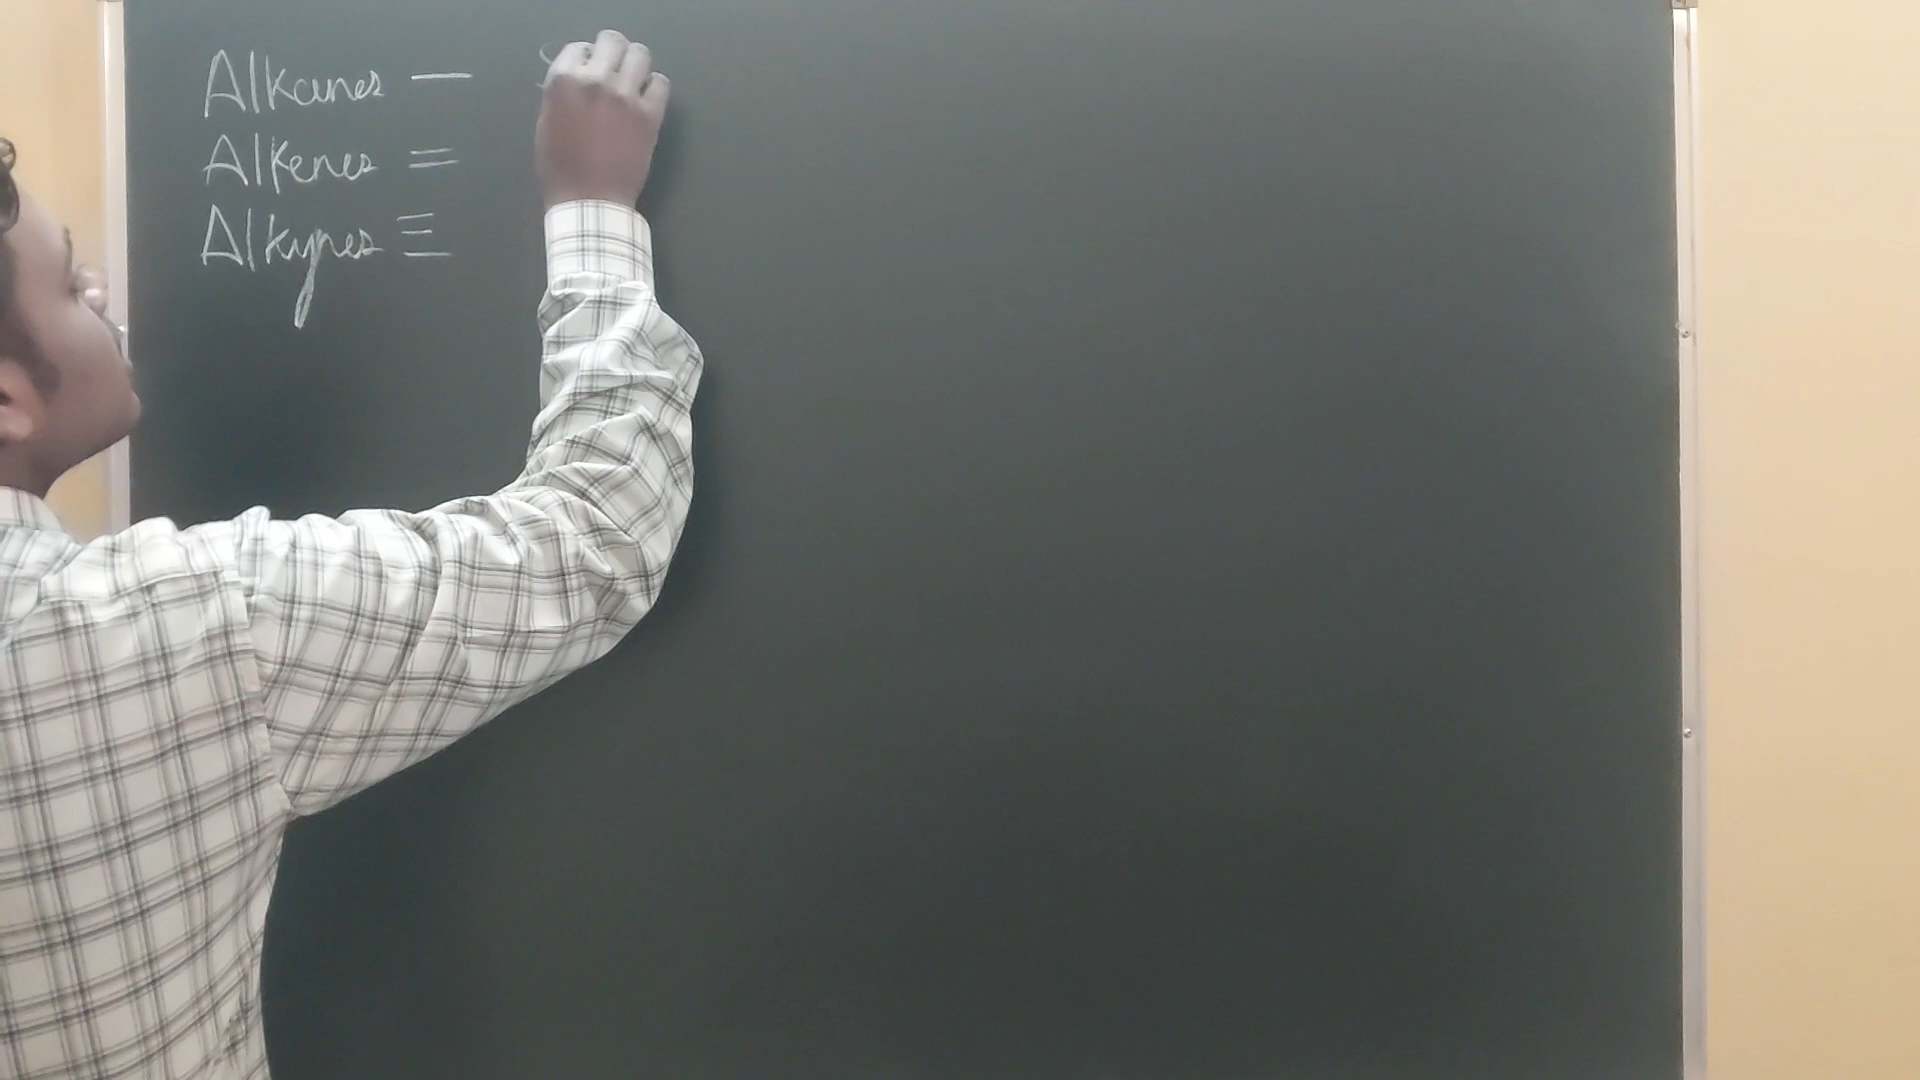 Alkanes —
Alkenes =
Alkynes ≡